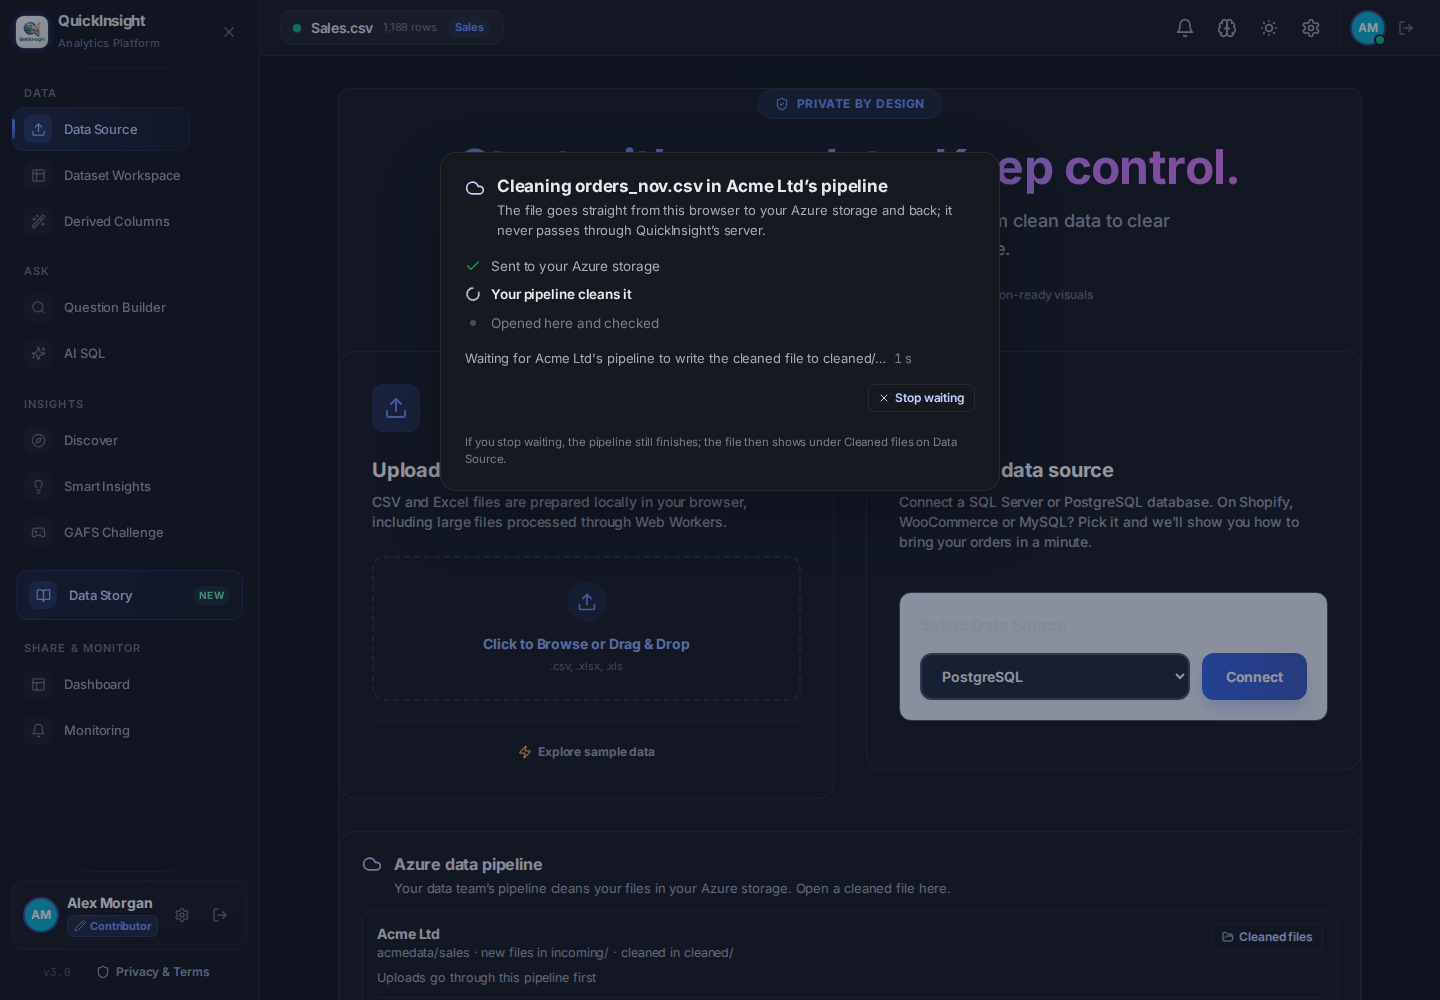 QuickInsight
Analytics Platform
Sales.csv 1,188 rows Sales
AM
DATA
Data Source
Dataset Workspace
Derived Columns
ASK
Question Builder
AI SQL
INSIGHTS
Discover
Smart Insights
GAFS Challenge
Data Story NEW
SHARE & MONITOR
Dashboard
Monitoring
AM
Alex Morgan
Contributor
v3.0 · Privacy & Terms
PRIVATE BY DESIGN
ep control.
clean data to clear
on-ready visuals
Cleaning orders_nov.csv in Acme Ltd’s pipeline
The file goes straight from this browser to your Azure storage and back; it
never passes through QuickInsight’s server.
Sent to your Azure storage
Your pipeline cleans it
Opened here and checked
Waiting for Acme Ltd's pipeline to write the cleaned file to cleaned/… 1 s
Stop waiting
If you stop waiting, the pipeline still finishes; the file then shows under Cleaned files on Data
Source.
Upload
CSV and Excel files are prepared locally in your browser,
including large files processed through Web Workers.
Click to Browse or Drag & Drop
.csv, .xlsx, .xls
Explore sample data
data source
Connect a SQL Server or PostgreSQL database. On Shopify,
WooCommerce or MySQL? Pick it and we'll show you how to
bring your orders in a minute.
Select Data Source
PostgreSQL
Connect
Azure data pipeline
Your data team’s pipeline cleans your files in your Azure storage. Open a cleaned file here.
Acme Ltd
acmedata/sales · new files in incoming/ · cleaned in cleaned/
Uploads go through this pipeline first
Cleaned files